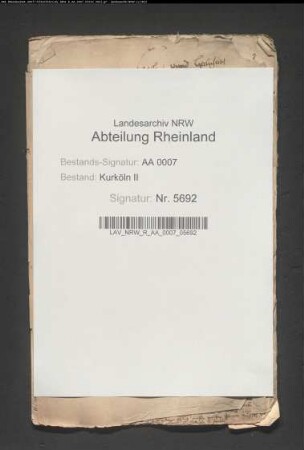 Landesarchiv NRW
Abteilung Rheinland
Bestands-Signatur: AA 0007
Bestand: Kurköln II
Signatur: Nr. 5692
LAV_NRW_R_AA_0007_05692